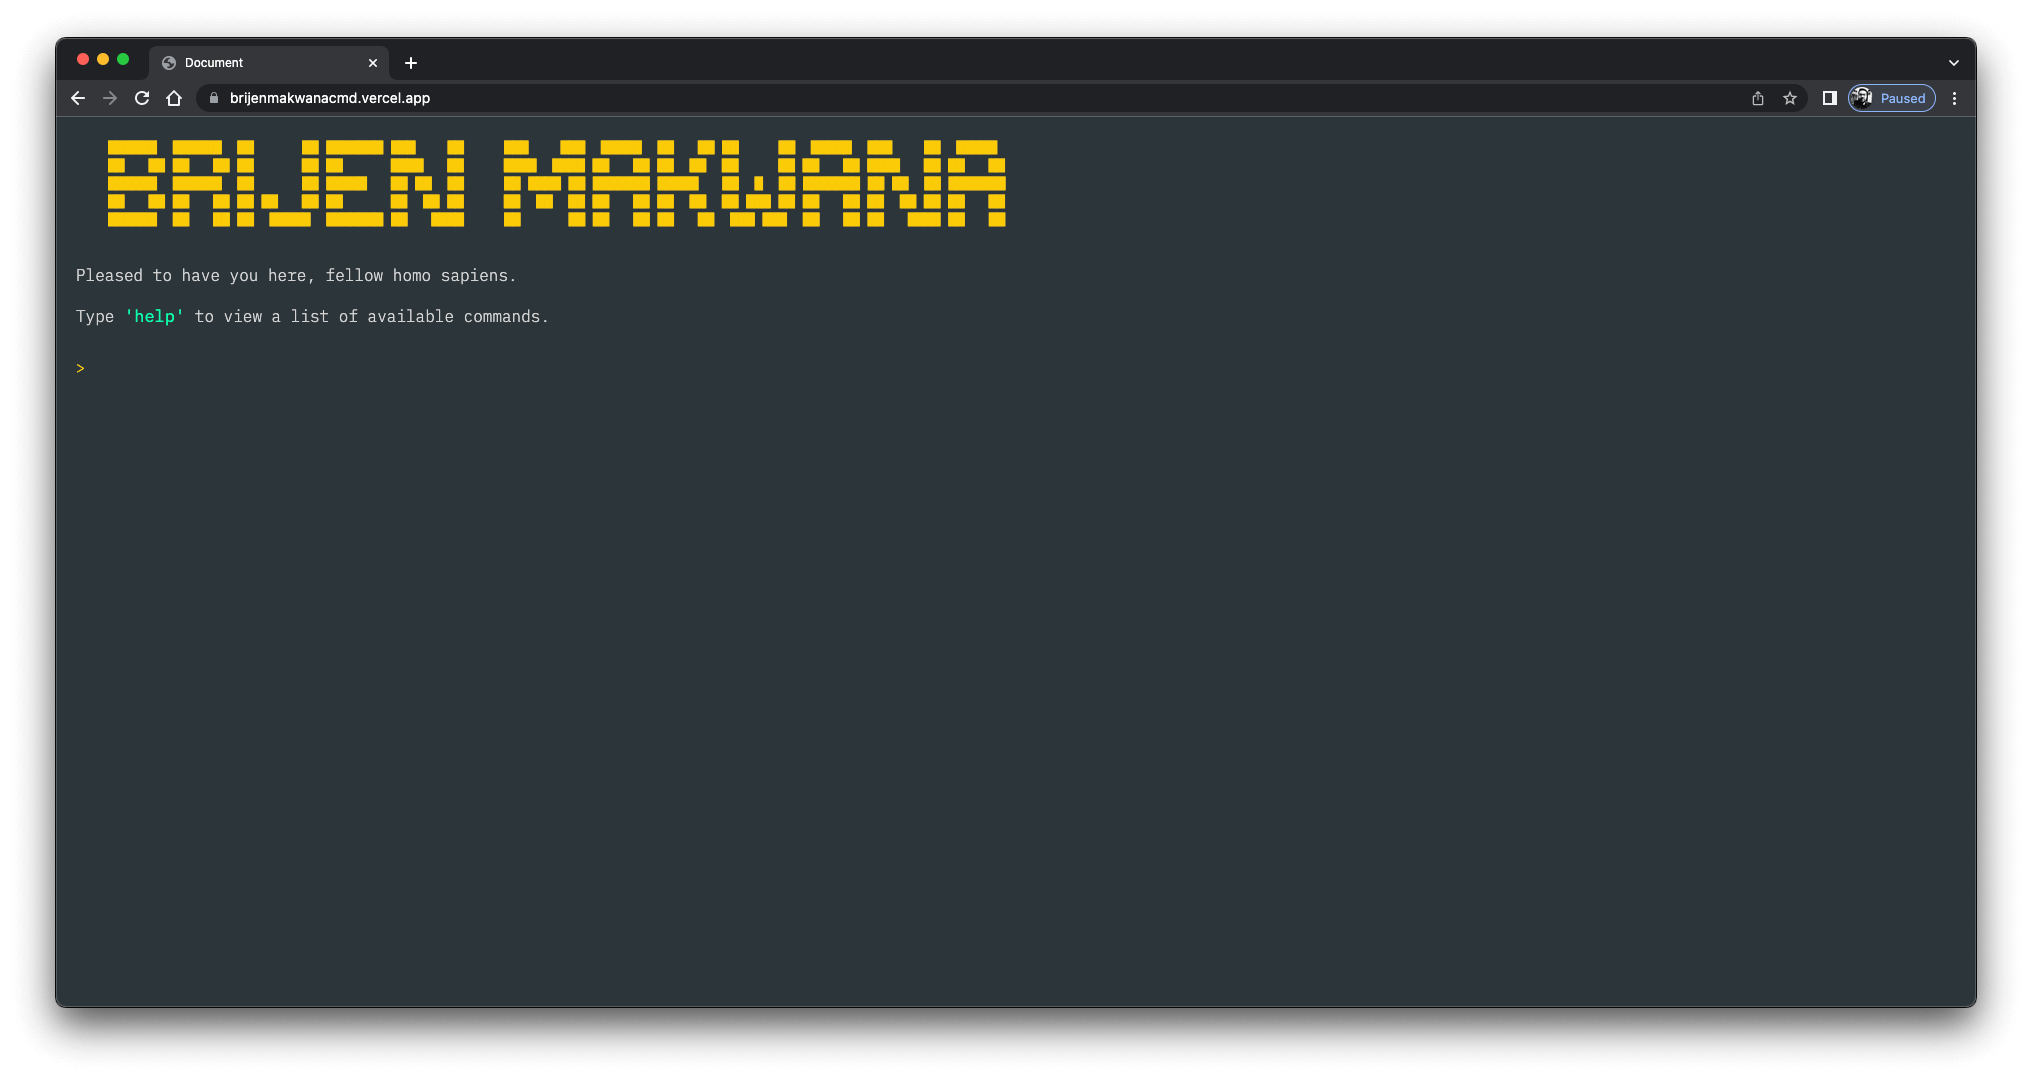 Document
brijenmakwanacmd.vercel.app
Paused
BRIJEN MAKWANA
Pleased to have you here, fellow homo sapiens.
Type 'help' to view a list of available commands.
>